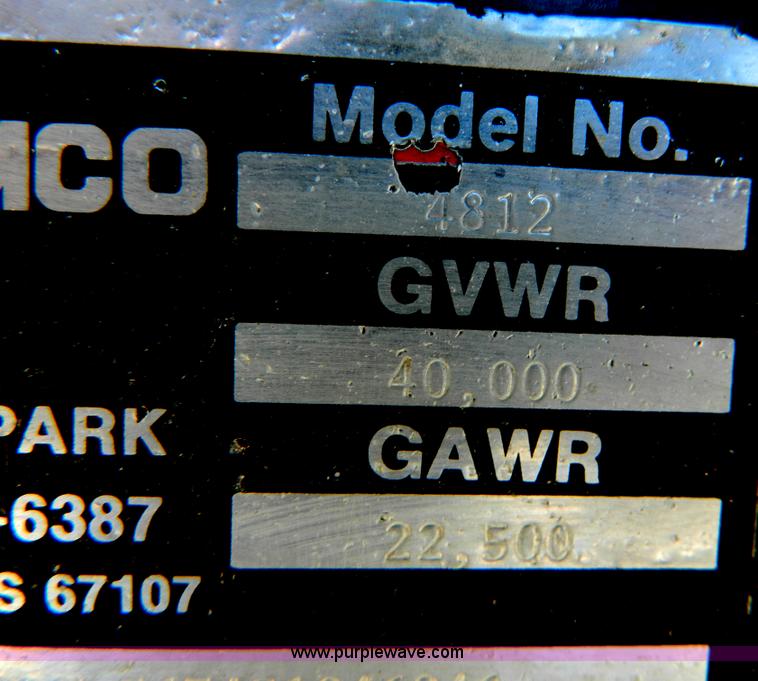 Model No.
MCO
4812
GVWR
40,000
PARK
GAWR
-6387
22,500
S 67107
www.purplewave.com